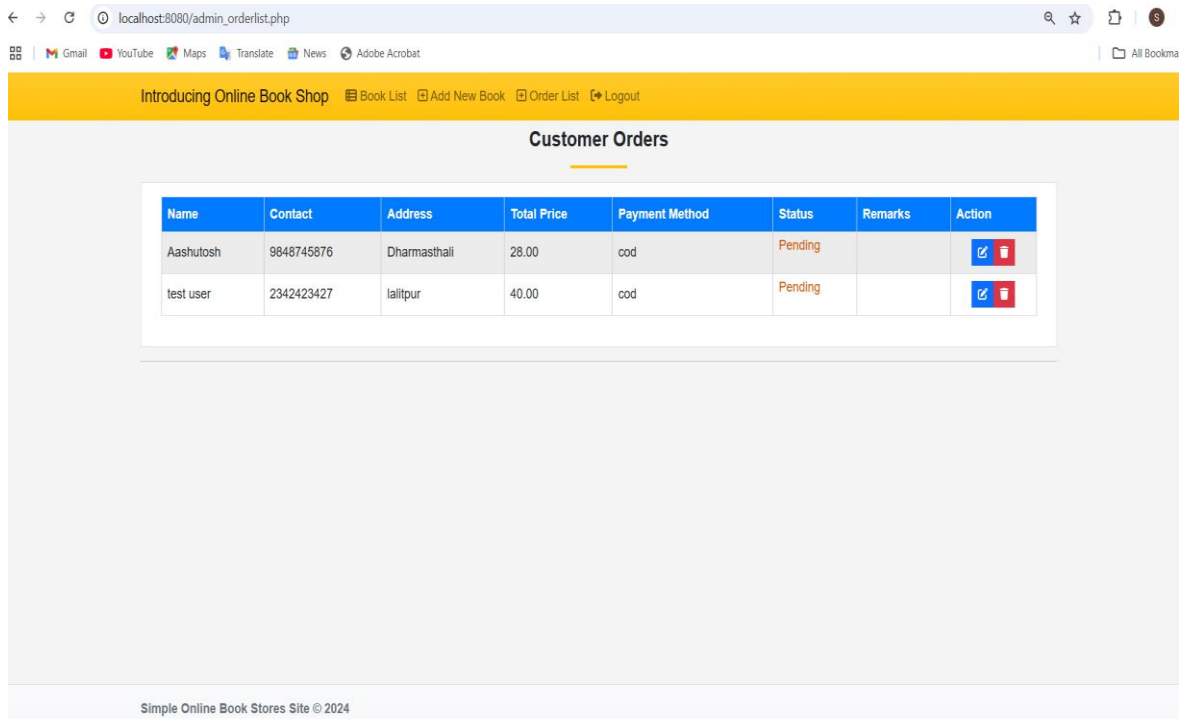 localhost:8080/admin_orderlist.php
S
Gmail YouTube Maps Translate News Adobe Acrobat All Bookma
Introducing Online Book Shop Book List Add New Book Order List Logout
Customer Orders
Name Contact Address Total Price Payment Method Status Remarks Action
Aashutosh 9848745876 Dharmasthali 28.00 cod Pending
test user 2342423427 lalitpur 40.00 cod Pending
Simple Online Book Stores Site © 2024